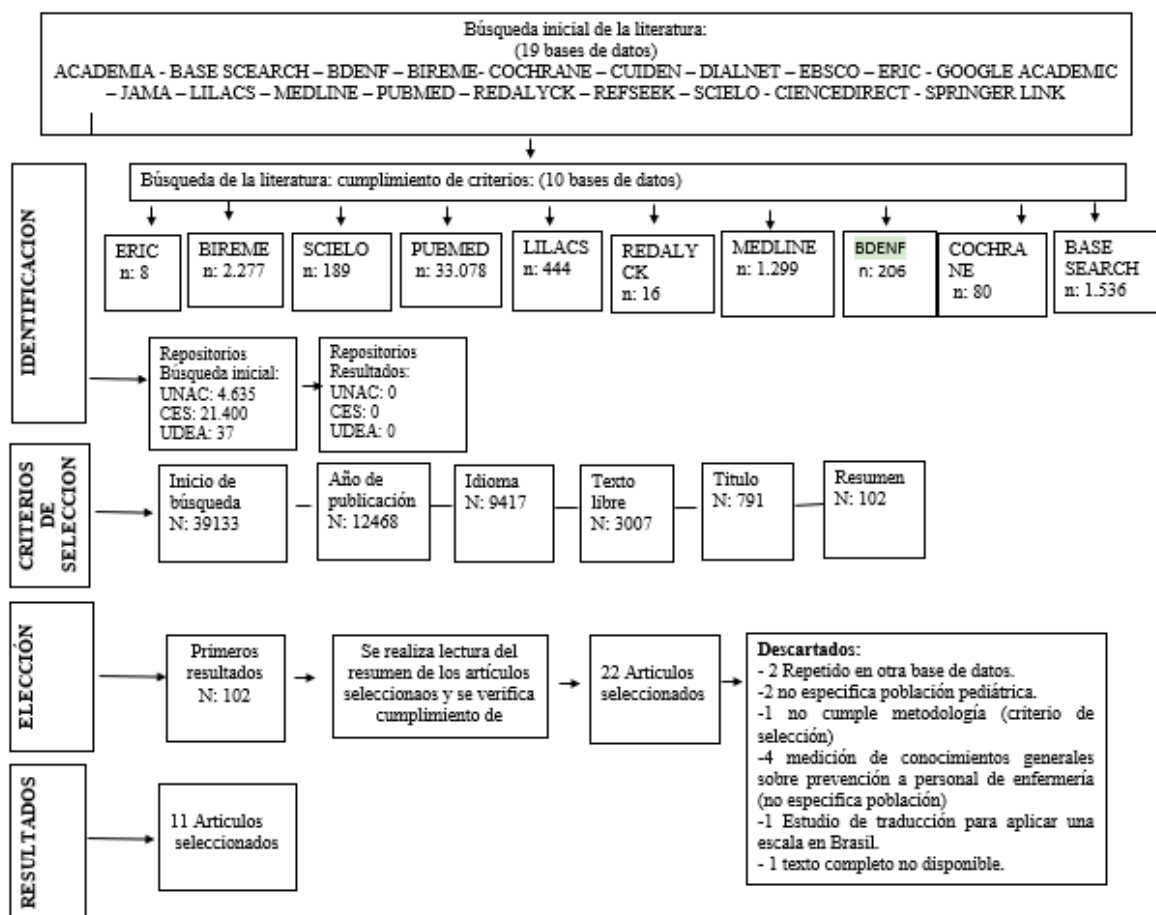 Búsqueda inicial de la literatura:
(19 bases de datos)
ACADEMIA - BASE SCEARCH – BDENF – BIREME- COCHRANE – CUIDEN – DIALNET – EBSCO – ERIC - GOOGLE ACADEMIC
– JAMA – LILACS – MEDLINE – PUBMED – REDALYCK – REFSEEK – SCIELO - CIENCEDIRECT - SPRINGER LINK
IDENTIFICACION
Búsqueda de la literatura: cumplimiento de criterios: (10 bases de datos)
ERIC
n: 8
BIREME
n: 2.277
SCIELO
n: 189
PUBMED
n: 33.078
LILACS
n: 444
REDALY
CK
n: 16
MEDLINE
n: 1.299
BDENF
n: 206
COCHRA
NE
n: 80
BASE
SEARCH
n: 1.536
Repositorios
Búsqueda inicial:
UNAC: 4.635
CES: 21.400
UDEA: 37
Repositorios
Resultados:
UNAC: 0
CES: 0
UDEA: 0
CRITERIOS
DE
SELECCION
Inicio de
búsqueda
N: 39133
Año de
publicación
N: 12468
Idioma
N: 9417
Texto
libre
N: 3007
Titulo
N: 791
Resumen
N: 102
ELECCIÓN
Primeros
resultados
N: 102
Se realiza lectura del
resumen de los artículos
seleccionaos y se verifica
cumplimiento de
22 Articulos
seleccionados
Descartados:
- 2 Repetido en otra base de datos.
-2 no especifica población pediátrica.
-1 no cumple metodología (criterio de
selección)
-4 medición de conocimientos generales
sobre prevención a personal de enfermería
(no especifica población)
-1 Estudio de traducción para aplicar una
escala en Brasil.
- 1 texto completo no disponible.
RESULTADOS
11 Articulos
seleccionados